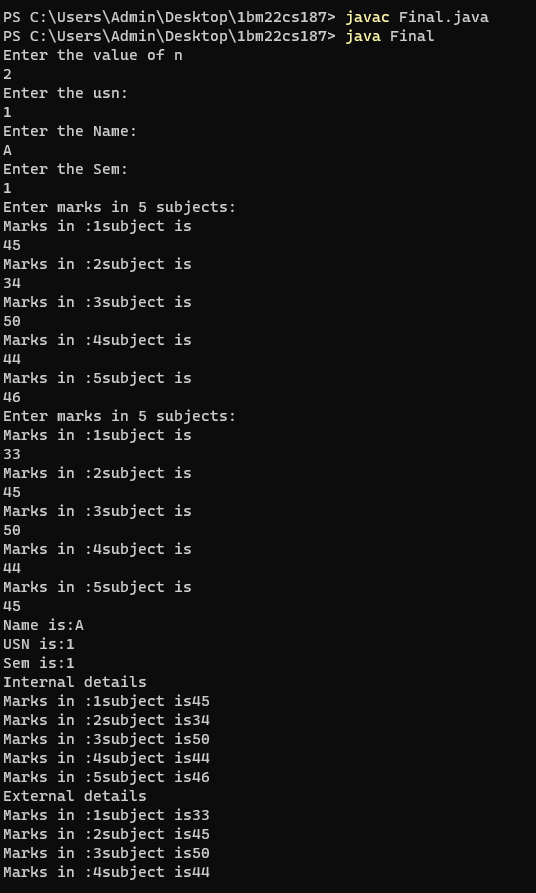 PS C:\Users\Admin\Desktop\1bm22cs187> javac Final.java
PS C:\Users\Admin\Desktop\1bm22cs187> java Final
Enter the value of n
2
Enter the usn:
1
Enter the Name:
A
Enter the Sem:
1
Enter marks in 5 subjects:
Marks in :1subject is
45
Marks in :2subject is
34
Marks in :3subject is
50
Marks in :4subject is
44
Marks in :5subject is
46
Enter marks in 5 subjects:
Marks in :1subject is
33
Marks in :2subject is
45
Marks in :3subject is
50
Marks in :4subject is
44
Marks in :5subject is
45
Name is:A
USN is:1
Sem is:1
Internal details
Marks in :1subject is45
Marks in :2subject is34
Marks in :3subject is50
Marks in :4subject is44
Marks in :5subject is46
External details
Marks in :1subject is33
Marks in :2subject is45
Marks in :3subject is50
Marks in :4subject is44